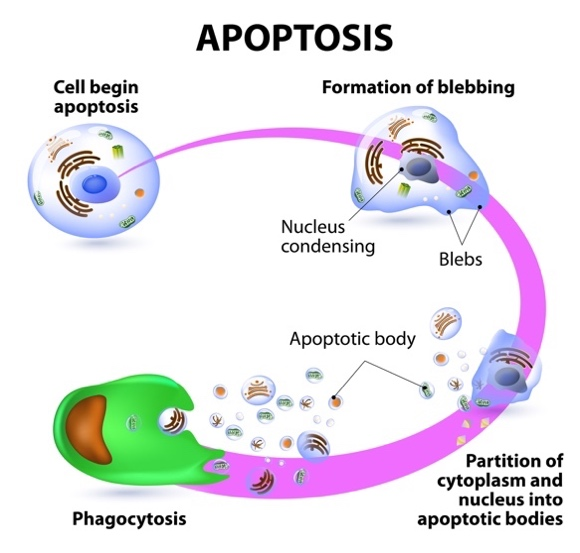 APOPTOSIS
Cell begin
apoptosis
Formation of blebbing
Nucleus
condensing
Blebs
Apoptotic body
Partition of
cytoplasm and
nucleus into
apoptotic bodies
Phagocytosis